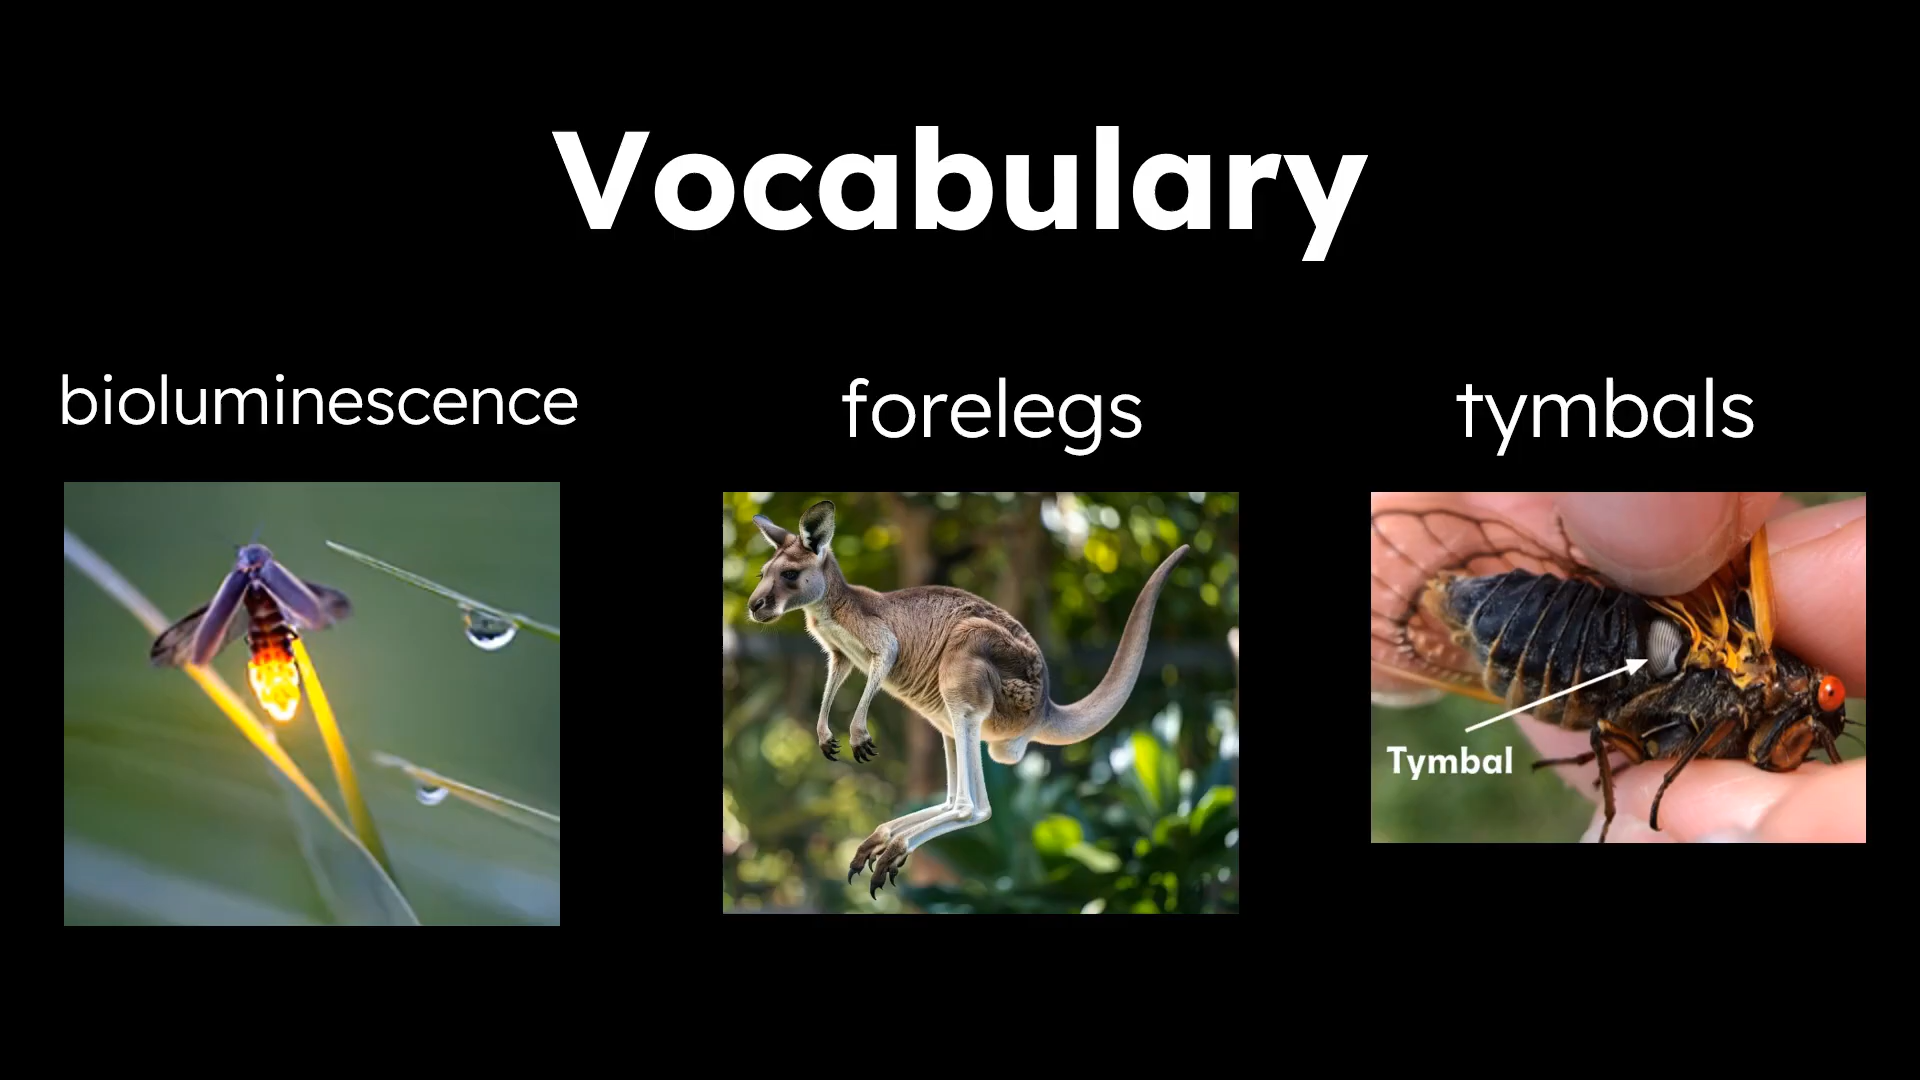 Vocabulary
bioluminescence
forelegs
tymbals
Tymbal